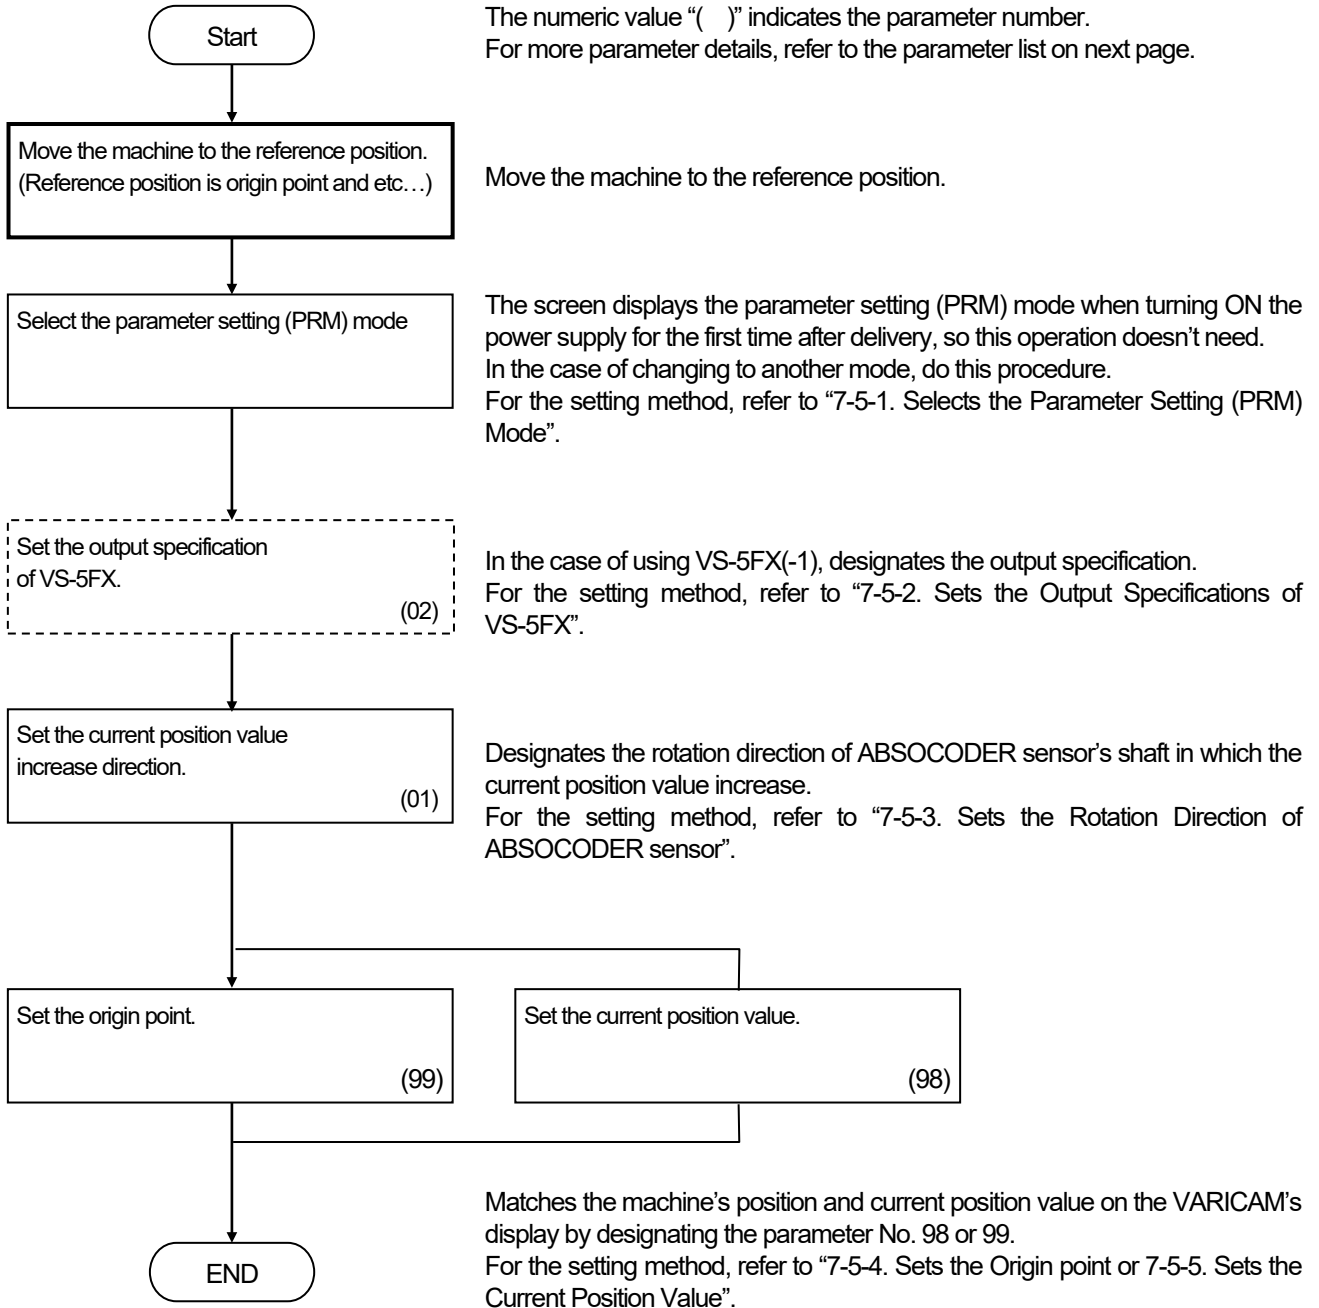 Start
The numeric value “(    )” indicates the parameter number.
For more parameter details, refer to the parameter list on next page.
Move the machine to the reference position.
(Reference position is origin point and etc…)
Move the machine to the reference position.
Select the parameter setting (PRM) mode
The screen displays the parameter setting (PRM) mode when turning ON the
power supply for the first time after delivery, so this operation doesn’t need.
In the case of changing to another mode, do this procedure.
For the setting method, refer to “7-5-1. Selects the Parameter Setting (PRM)
Mode”.
Set the output specification
of VS-5FX.
(02)
In the case of using VS-5FX(-1), designates the output specification.
For the setting method, refer to “7-5-2. Sets the Output Specifications of
VS-5FX”.
Set the current position value
increase direction.
(01)
Designates the rotation direction of ABSOCODER sensor’s shaft in which the
current position value increase.
For the setting method, refer to “7-5-3. Sets the Rotation Direction of
ABSOCODER sensor”.
Set the origin point.
(99)
Set the current position value.
(98)
Matches the machine’s position and current position value on the VARICAM’s
display by designating the parameter No. 98 or 99.
For the setting method, refer to “7-5-4. Sets the Origin point or 7-5-5. Sets the
Current Position Value”.
END